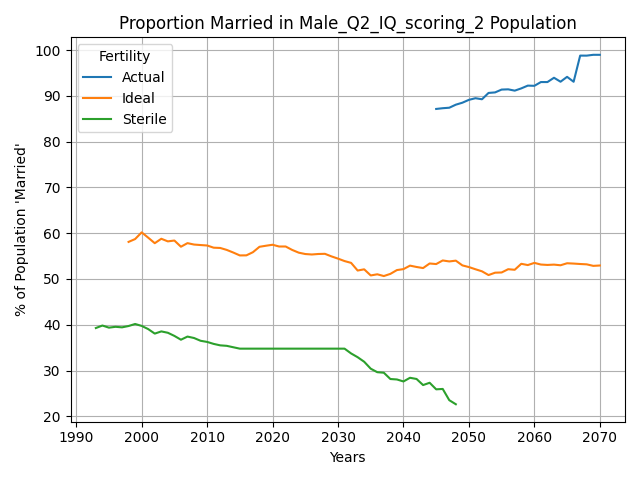 Proportion Married in Male_Q2_IQ_scoring_2 Population
% of Population 'Married'
100
90
80
70
60
50
40
30
20
Fertility
Actual
Ideal
Sterile
1990 2000 2010 2020 2030 2040 2050 2060 2070
Years